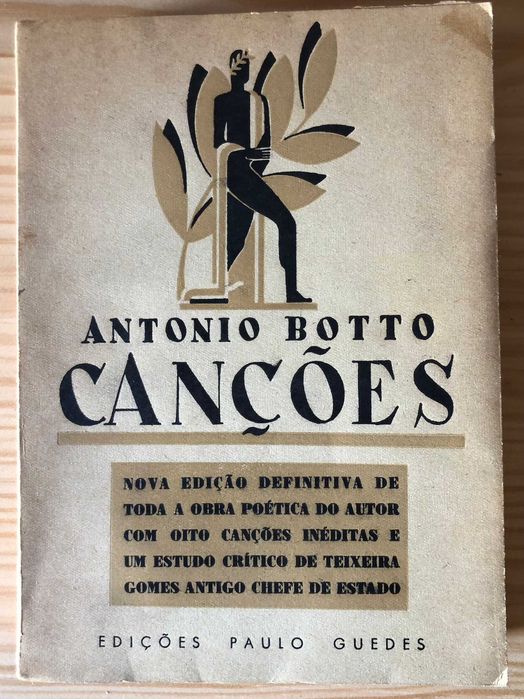 ANTONIO BOTTO
CANÇÕES
NOVA EDIÇÃO DEFINITIVA DE
TODA A OBRA POÉTICA DO AUTOR
COM OITO CANÇÕES INÉDITAS E
UM ESTUDO CRÍTICO DE TEIXEIRA
GOMES ANTIGO CHEFE DE ESTADO
EDIÇÕES PAULO GUEDES